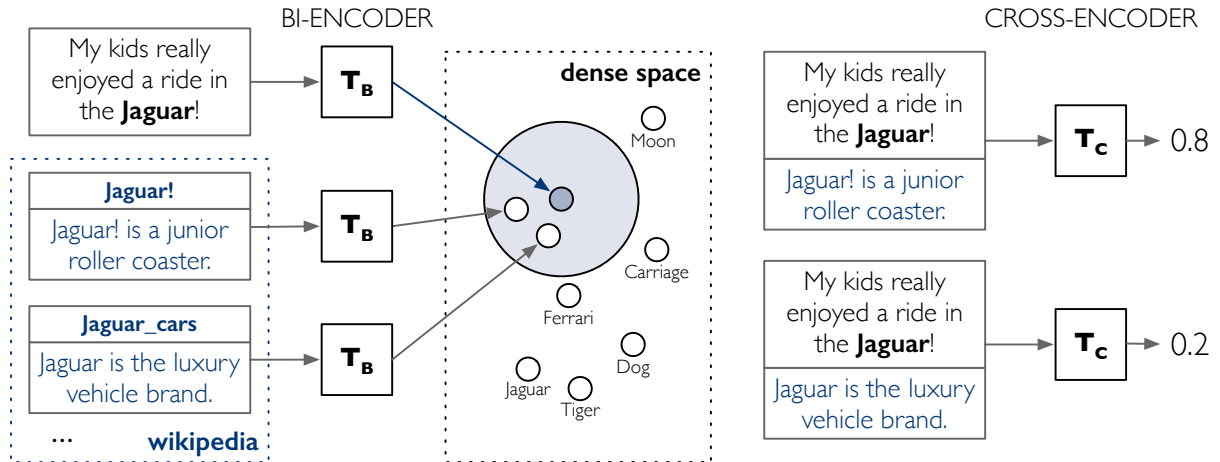 BI-ENCODER
My kids really
enjoyed a ride in
the Jaguar!
T_B
Jaguar!
Jaguar! is a junior
roller coaster.
T_B
Jaguar_cars
Jaguar is the luxury
vehicle brand.
T_B
...
wikipedia
dense space
Moon
Carriage
Ferrari
Dog
Jaguar
Tiger
CROSS-ENCODER
My kids really
enjoyed a ride in
the Jaguar!
Jaguar! is a junior
roller coaster.
T_C
0.8
My kids really
enjoyed a ride in
the Jaguar!
Jaguar is the luxury
vehicle brand.
T_C
0.2